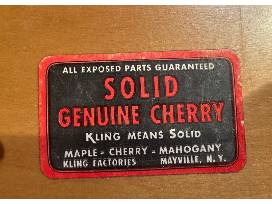 ALL EXPOSED PARTS GUARANTEED
SOLID
GENUINE CHERRY
KLING MEANS SOLID
MAPLE - CHERRY - MAHOGANY
KLING FACTORIES MAYVILLE, N. Y.